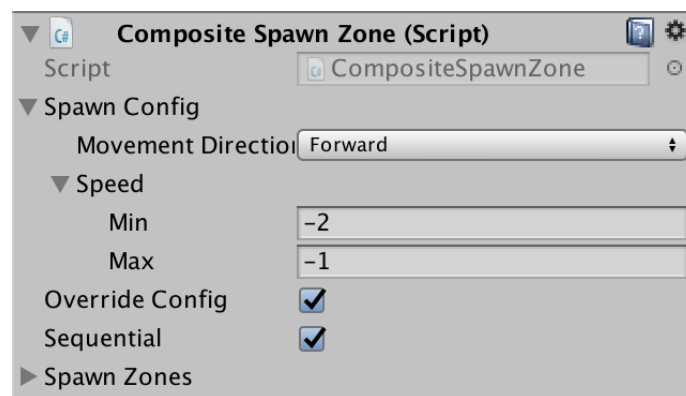 Composite Spawn Zone (Script)
Script CompositeSpawnZone
Spawn Config
Movement Direction Forward
Speed
Min -2
Max -1
Override Config
Sequential
Spawn Zones